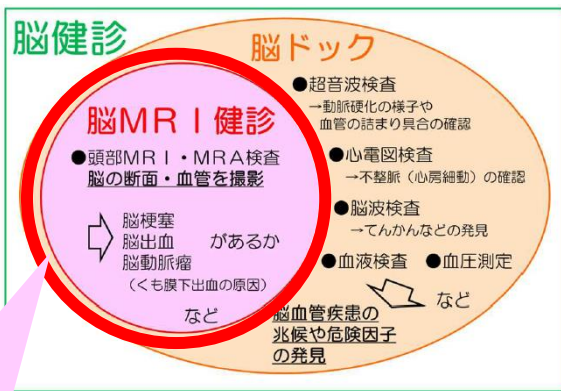 脳健診
脳ドック
●超音波検査
→動脈硬化の様子や
血管の詰まり具合の確認
●心電図検査
→不整脈（心房細動）の確認
●脳波検査
→てんかんなどの発見
●血液検査 ●血圧測定
など
脳血管疾患の
兆候や危険因子
の発見
脳MRI健診
●頭部MRI・MRA検査
脳の断面・血管を撮影
脳梗塞
脳出血 があるか
脳動脈瘤
（くも膜下出血の原因）
など